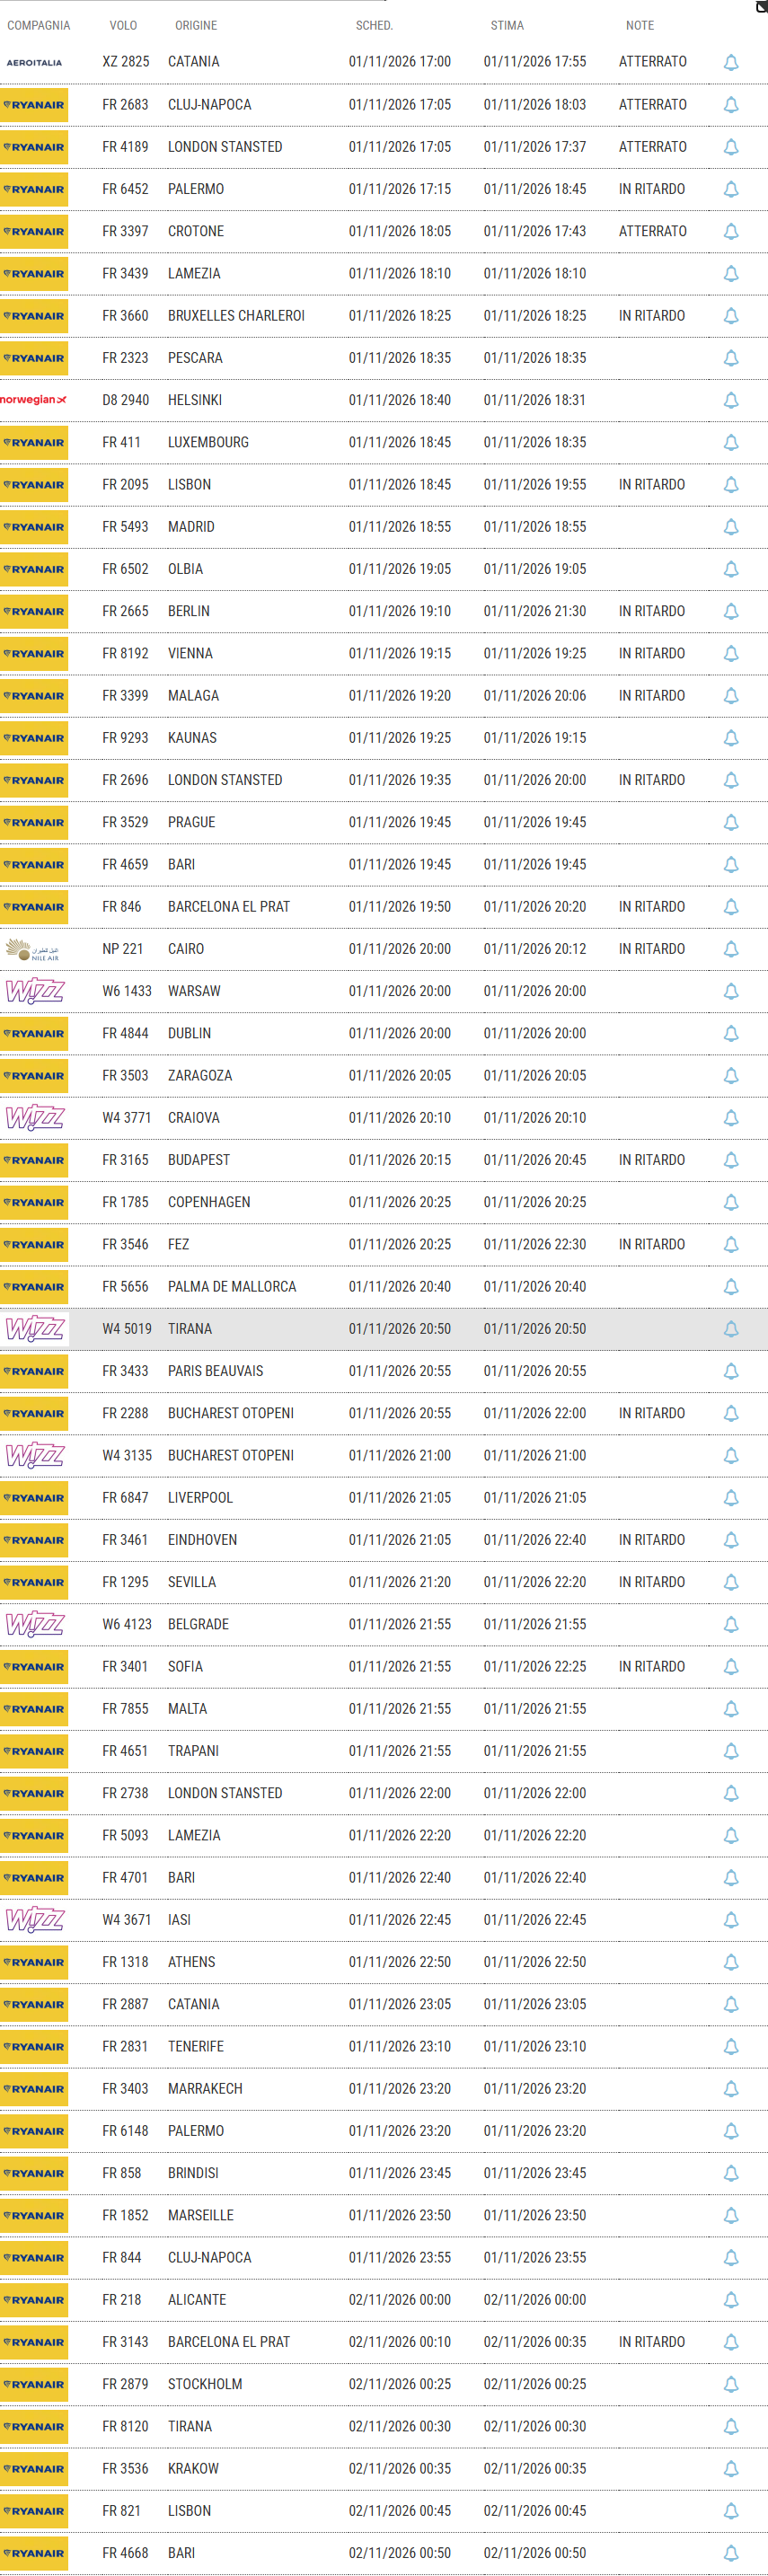 COMPAGNIA VOLO ORIGINE SCHED. STIMA NOTE
AEROITALIA XZ 2825 CATANIA 01/11/2026 17:00 01/11/2026 17:55 ATTERRATO
RYANAIR FR 2683 CLUJ-NAPOCA 01/11/2026 17:05 01/11/2026 18:03 ATTERRATO
RYANAIR FR 4189 LONDON STANSTED 01/11/2026 17:05 01/11/2026 17:37 ATTERRATO
RYANAIR FR 6452 PALERMO 01/11/2026 17:15 01/11/2026 18:45 IN RITARDO
RYANAIR FR 3397 CROTONE 01/11/2026 18:05 01/11/2026 17:43 ATTERRATO
RYANAIR FR 3439 LAMEZIA 01/11/2026 18:10 01/11/2026 18:10
RYANAIR FR 3660 BRUXELLES CHARLEROI 01/11/2026 18:25 01/11/2026 18:25 IN RITARDO
RYANAIR FR 2323 PESCARA 01/11/2026 18:35 01/11/2026 18:35
norwegian D8 2940 HELSINKI 01/11/2026 18:40 01/11/2026 18:31
RYANAIR FR 411 LUXEMBOURG 01/11/2026 18:45 01/11/2026 18:35
RYANAIR FR 2095 LISBON 01/11/2026 18:45 01/11/2026 19:55 IN RITARDO
RYANAIR FR 5493 MADRID 01/11/2026 18:55 01/11/2026 18:55
RYANAIR FR 6502 OLBIA 01/11/2026 19:05 01/11/2026 19:05
RYANAIR FR 2665 BERLIN 01/11/2026 19:10 01/11/2026 21:30 IN RITARDO
RYANAIR FR 8192 VIENNA 01/11/2026 19:15 01/11/2026 19:25 IN RITARDO
RYANAIR FR 3399 MALAGA 01/11/2026 19:20 01/11/2026 20:06 IN RITARDO
RYANAIR FR 9293 KAUNAS 01/11/2026 19:25 01/11/2026 19:15
RYANAIR FR 2696 LONDON STANSTED 01/11/2026 19:35 01/11/2026 20:00 IN RITARDO
RYANAIR FR 3529 PRAGUE 01/11/2026 19:45 01/11/2026 19:45
RYANAIR FR 4659 BARI 01/11/2026 19:45 01/11/2026 19:45
RYANAIR FR 846 BARCELONA EL PRAT 01/11/2026 19:50 01/11/2026 20:20 IN RITARDO
النيل للطيران NILE AIR NP 221 CAIRO 01/11/2026 20:00 01/11/2026 20:12 IN RITARDO
WIZZ W6 1433 WARSAW 01/11/2026 20:00 01/11/2026 20:00
RYANAIR FR 4844 DUBLIN 01/11/2026 20:00 01/11/2026 20:00
RYANAIR FR 3503 ZARAGOZA 01/11/2026 20:05 01/11/2026 20:05
WIZZ W4 3771 CRAIOVA 01/11/2026 20:10 01/11/2026 20:10
RYANAIR FR 3165 BUDAPEST 01/11/2026 20:15 01/11/2026 20:45 IN RITARDO
RYANAIR FR 1785 COPENHAGEN 01/11/2026 20:25 01/11/2026 20:25
RYANAIR FR 3546 FEZ 01/11/2026 20:25 01/11/2026 22:30 IN RITARDO
RYANAIR FR 5656 PALMA DE MALLORCA 01/11/2026 20:40 01/11/2026 20:40
WIZZ W4 5019 TIRANA 01/11/2026 20:50 01/11/2026 20:50
RYANAIR FR 3433 PARIS BEAUVAIS 01/11/2026 20:55 01/11/2026 20:55
RYANAIR FR 2288 BUCHAREST OTOPENI 01/11/2026 20:55 01/11/2026 22:00 IN RITARDO
WIZZ W4 3135 BUCHAREST OTOPENI 01/11/2026 21:00 01/11/2026 21:00
RYANAIR FR 6847 LIVERPOOL 01/11/2026 21:05 01/11/2026 21:05
RYANAIR FR 3461 EINDHOVEN 01/11/2026 21:05 01/11/2026 22:40 IN RITARDO
RYANAIR FR 1295 SEVILLA 01/11/2026 21:20 01/11/2026 22:20 IN RITARDO
WIZZ W6 4123 BELGRADE 01/11/2026 21:55 01/11/2026 21:55
RYANAIR FR 3401 SOFIA 01/11/2026 21:55 01/11/2026 22:25 IN RITARDO
RYANAIR FR 7855 MALTA 01/11/2026 21:55 01/11/2026 21:55
RYANAIR FR 4651 TRAPANI 01/11/2026 21:55 01/11/2026 21:55
RYANAIR FR 2738 LONDON STANSTED 01/11/2026 22:00 01/11/2026 22:00
RYANAIR FR 5093 LAMEZIA 01/11/2026 22:20 01/11/2026 22:20
RYANAIR FR 4701 BARI 01/11/2026 22:40 01/11/2026 22:40
WIZZ W4 3671 IASI 01/11/2026 22:45 01/11/2026 22:45
RYANAIR FR 1318 ATHENS 01/11/2026 22:50 01/11/2026 22:50
RYANAIR FR 2887 CATANIA 01/11/2026 23:05 01/11/2026 23:05
RYANAIR FR 2831 TENERIFE 01/11/2026 23:10 01/11/2026 23:10
RYANAIR FR 3403 MARRAKECH 01/11/2026 23:20 01/11/2026 23:20
RYANAIR FR 6148 PALERMO 01/11/2026 23:20 01/11/2026 23:20
RYANAIR FR 858 BRINDISI 01/11/2026 23:45 01/11/2026 23:45
RYANAIR FR 1852 MARSEILLE 01/11/2026 23:50 01/11/2026 23:50
RYANAIR FR 844 CLUJ-NAPOCA 01/11/2026 23:55 01/11/2026 23:55
RYANAIR FR 218 ALICANTE 02/11/2026 00:00 02/11/2026 00:00
RYANAIR FR 3143 BARCELONA EL PRAT 02/11/2026 00:10 02/11/2026 00:35 IN RITARDO
RYANAIR FR 2879 STOCKHOLM 02/11/2026 00:25 02/11/2026 00:25
RYANAIR FR 8120 TIRANA 02/11/2026 00:30 02/11/2026 00:30
RYANAIR FR 3536 KRAKOW 02/11/2026 00:35 02/11/2026 00:35
RYANAIR FR 821 LISBON 02/11/2026 00:45 02/11/2026 00:45
RYANAIR FR 4668 BARI 02/11/2026 00:50 02/11/2026 00:50